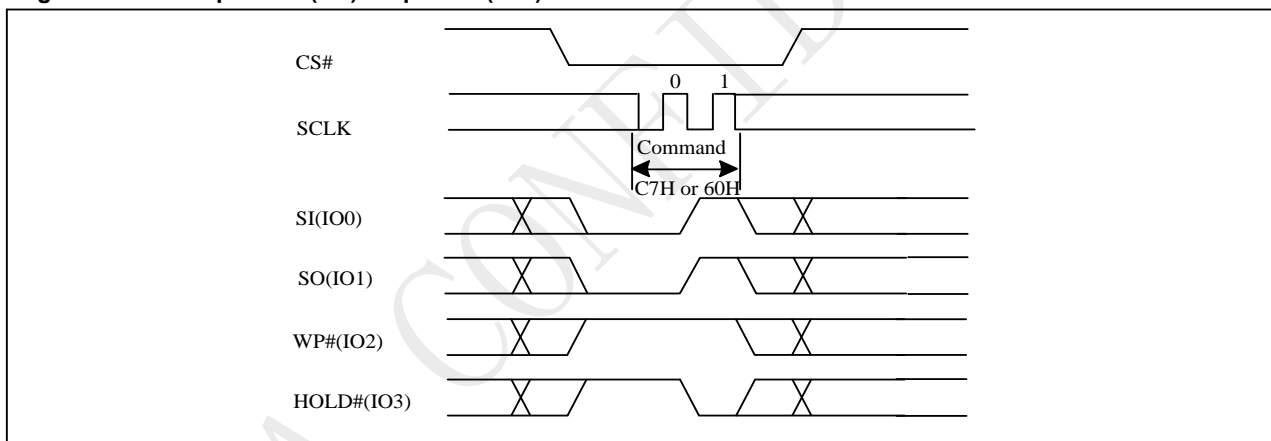 CS#
0 1
SCLK
Command
C7H or 60H
SI(IO0)
SO(IO1)
WP#(IO2)
HOLD#(IO3)